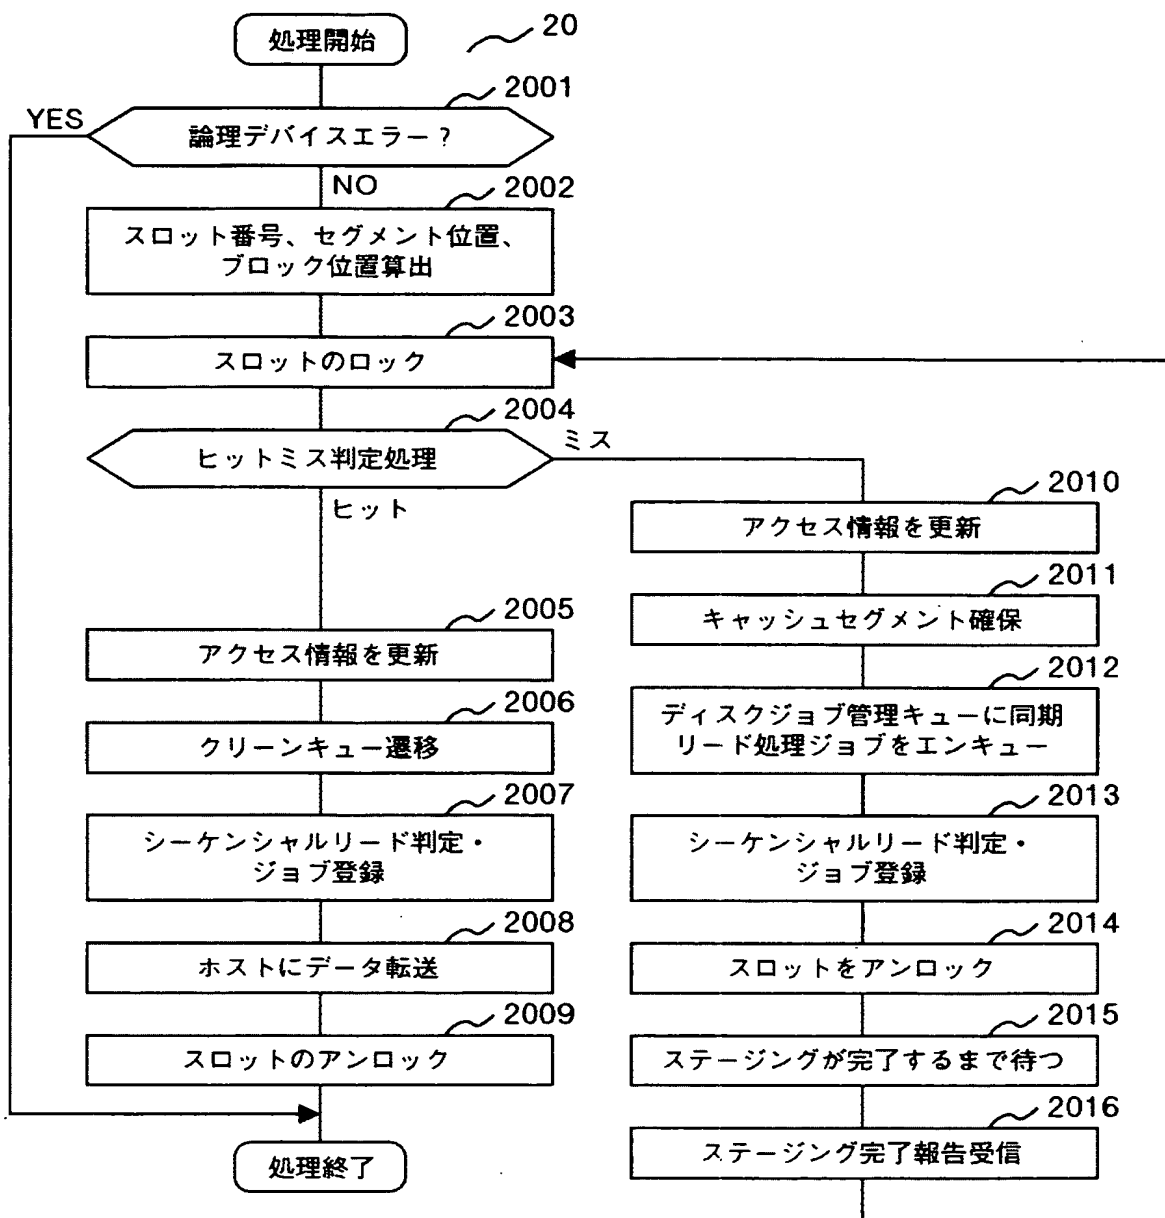 処理開始
20
2001
YES
論理デバイスエラー?
NO
2002
スロット番号、セグメント位置、
ブロック位置算出
2003
スロットのロック
2004
ヒットミス判定処理
ミス
ヒット
2005
アクセス情報を更新
2006
クリーンキュー遷移
2007
シーケンシャルリード判定・
ジョブ登録
2008
ホストにデータ転送
2009
スロットのアンロック
処理終了
2010
アクセス情報を更新
2011
キャッシュセグメント確保
2012
ディスクジョブ管理キューに同期
リード処理ジョブをエンキュー
2013
シーケンシャルリード判定・
ジョブ登録
2014
スロットをアンロック
2015
ステージングが完了するまで待つ
2016
ステージング完了報告受信